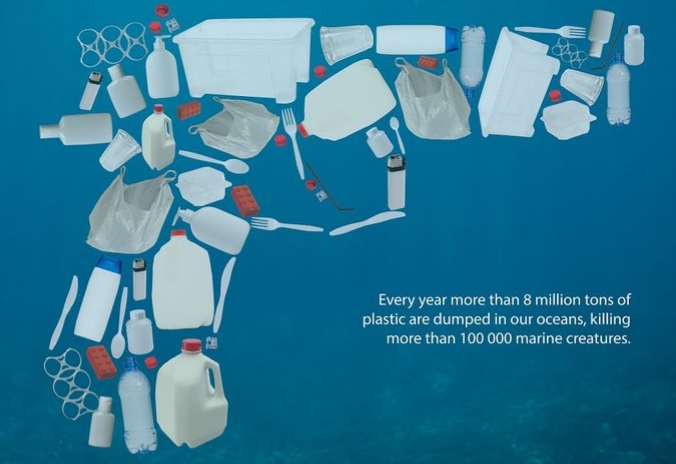 Every year more than 8 million tons of
plastic are dumped in our oceans, killing
more than 100 000 marine creatures.